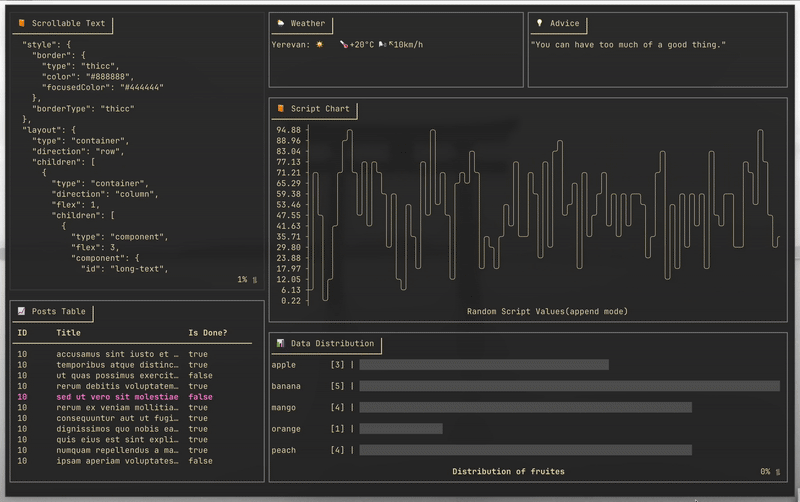 Scrollable Text
"style": {
"border": {
"type": "thicc",
"color": "#888888",
"focusedColor": "#444444"
},
"borderType": "thicc"
},
"layout": {
"type": "container",
"direction": "row",
"children": [
{
"type": "container",
"direction": "column",
"flex": 1,
"children": [
{
"type": "component",
"flex": 3,
"component": {
"id": "long-text",
1%
Posts Table
ID Title Is Done?
10 accusamus sint iusto et … true
10 temporibus atque distinc… true
10 ut quas possimus exercit… false
10 rerum debitis voluptatem… true
10 sed ut vero sit molestiae false
10 rerum ex veniam mollitia… true
10 consequuntur aut ut fugi… true
10 dignissimos quo nobis ea… true
10 quis eius est sint expli… true
10 numquam repellendus a ma… true
10 ipsam aperiam voluptates… false
Weather
Yerevan: +20°C ↖10km/h
Advice
"You can have too much of a good thing."
Script Chart
94.88
88.96
83.04
77.13
71.21
65.29
59.38
53.46
47.55
41.63
35.71
29.80
23.88
17.97
12.05
6.13
0.22
Random Script Values(append mode)
Data Distribution
apple [3] |
banana [5] |
mango [4] |
orange [1] |
peach [4] |
Distribution of fruites
0%